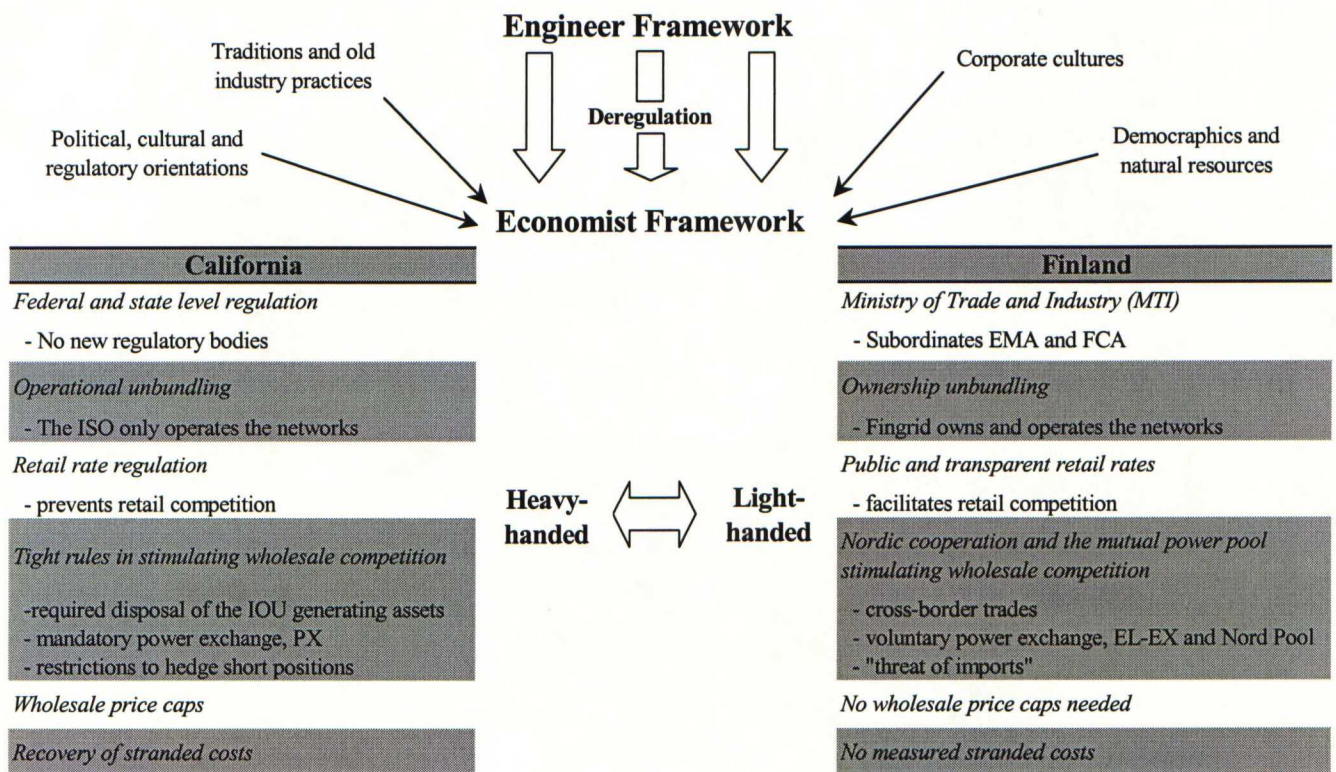 Engineer Framework
Traditions and old
industry practices
Corporate cultures
Deregulation
Political, cultural and
regulatory orientations
Democraphics and
natural resources
Economist Framework
California
Federal and state level regulation
- No new regulatory bodies
Operational unbundling
- The ISO only operates the networks
Retail rate regulation
- prevents retail competition
Tight rules in stimulating wholesale competition
-required disposal of the IOU generating assets
- mandatory power exchange, PX
- restrictions to hedge short positions
Wholesale price caps
Recovery of stranded costs
Heavy-
handed
Light-
handed
Finland
Ministry of Trade and Industry (MTI)
- Subordinates EMA and FCA
Ownership unbundling
- Fingrid owns and operates the networks
Public and transparent retail rates
- facilitates retail competition
Nordic cooperation and the mutual power pool
stimulating wholesale competition
- cross-border trades
- voluntary power exchange, EL-EX and Nord Pool
- "threat of imports"
No wholesale price caps needed
No measured stranded costs